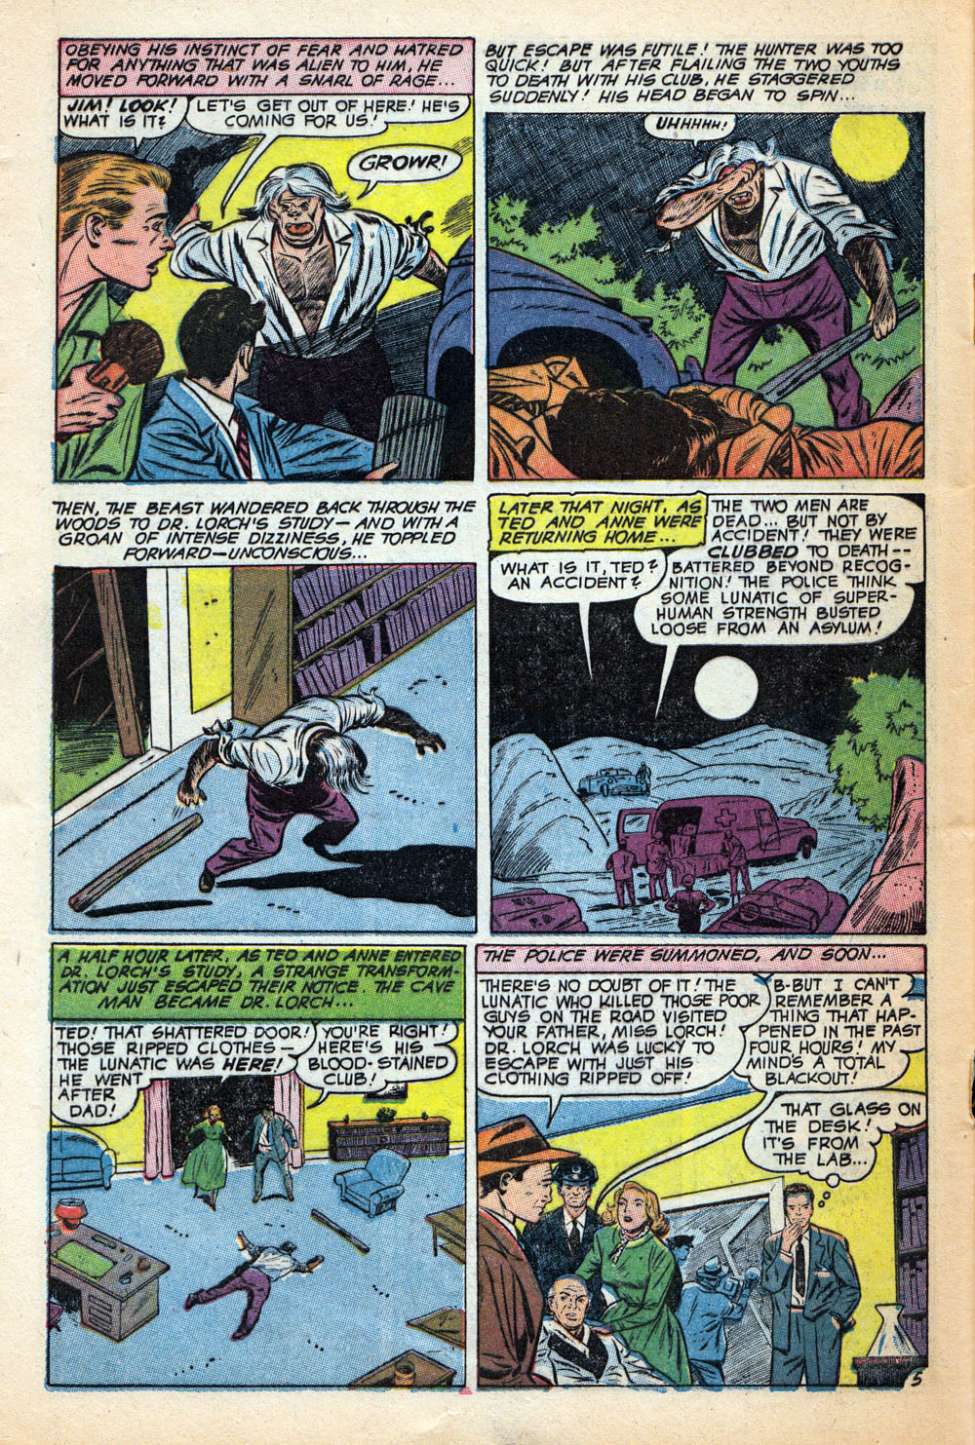 OBEYING HIS INSTINCT OF FEAR AND HATRED
FOR ANYTHING THAT WAS ALIEN TO HIM, HE
MOVED FORWARD WITH A SNARL OF RAGE...
JIM! LOOK!
WHAT IS IT?
LET'S GET OUT OF HERE! HE'S
COMING FOR US!
GROWR!
BUT ESCAPE WAS FUTILE! THE HUNTER WAS TOO
QUICK! BUT AFTER FLAILING THE TWO YOUTHS
TO DEATH WITH HIS CLUB, HE STAGGERED
SUDDENLY! HIS HEAD BEGAN TO SPIN...
UHHHHH!
THEN, THE BEAST WANDERED BACK THROUGH THE
WOODS TO DR. LORCH'S STUDY—AND WITH A
GROAN OF INTENSE DIZZINESS, HE TOPPLED
FORWARD—UNCONSCIOUS...
LATER THAT NIGHT, AS
TED AND ANNE WERE
RETURNING HOME...
WHAT IS IT, TED?
AN ACCIDENT?
THE TWO MEN ARE
DEAD... BUT NOT BY
ACCIDENT! THEY WERE
CLUBBED TO DEATH--
BATTERED BEYOND RECOG-
NITION! THE POLICE THINK
SOME LUNATIC OF SUPER-
HUMAN STRENGTH BUSTED
LOOSE FROM AN ASYLUM!
P.D.
A HALF HOUR LATER, AS TED AND ANNE ENTERED
DR. LORCH'S STUDY, A STRANGE TRANSFORM-
ATION JUST ESCAPED THEIR NOTICE. THE CAVE
MAN BECAME DR. LORCH...
TED! THAT SHATTERED DOOR!
THOSE RIPPED CLOTHES—
THE LUNATIC WAS HERE!
HE WENT
AFTER
DAD!
YOU'RE RIGHT!
HERE'S HIS
BLOOD-STAINED
CLUB!
THE POLICE WERE SUMMONED, AND SOON...
THERE'S NO DOUBT OF IT! THE
LUNATIC WHO KILLED THOSE POOR
GUYS ON THE ROAD VISITED
YOUR FATHER, MISS LORCH!
DR. LORCH WAS LUCKY TO
ESCAPE WITH JUST HIS
CLOTHING RIPPED OFF!
B-BUT I CAN'T
REMEMBER A
THING THAT HAP-
PENED IN THE PAST
FOUR HOURS! MY
MIND'S A TOTAL
BLACKOUT!
THAT GLASS ON
THE DESK!
IT'S FROM
THE LAB...
5